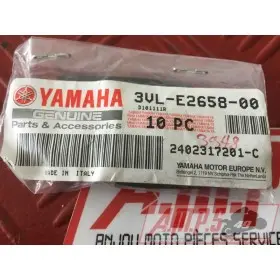 YAMAHA
GENUINE
Parts & Accessories
MADE IN ITALY
3VL-E2658-00
D1011118
10 PC
2402317201-C
YAMAHA MOTOR EUROPE N.V.
ANJOU MOTO PIECES SERVICE